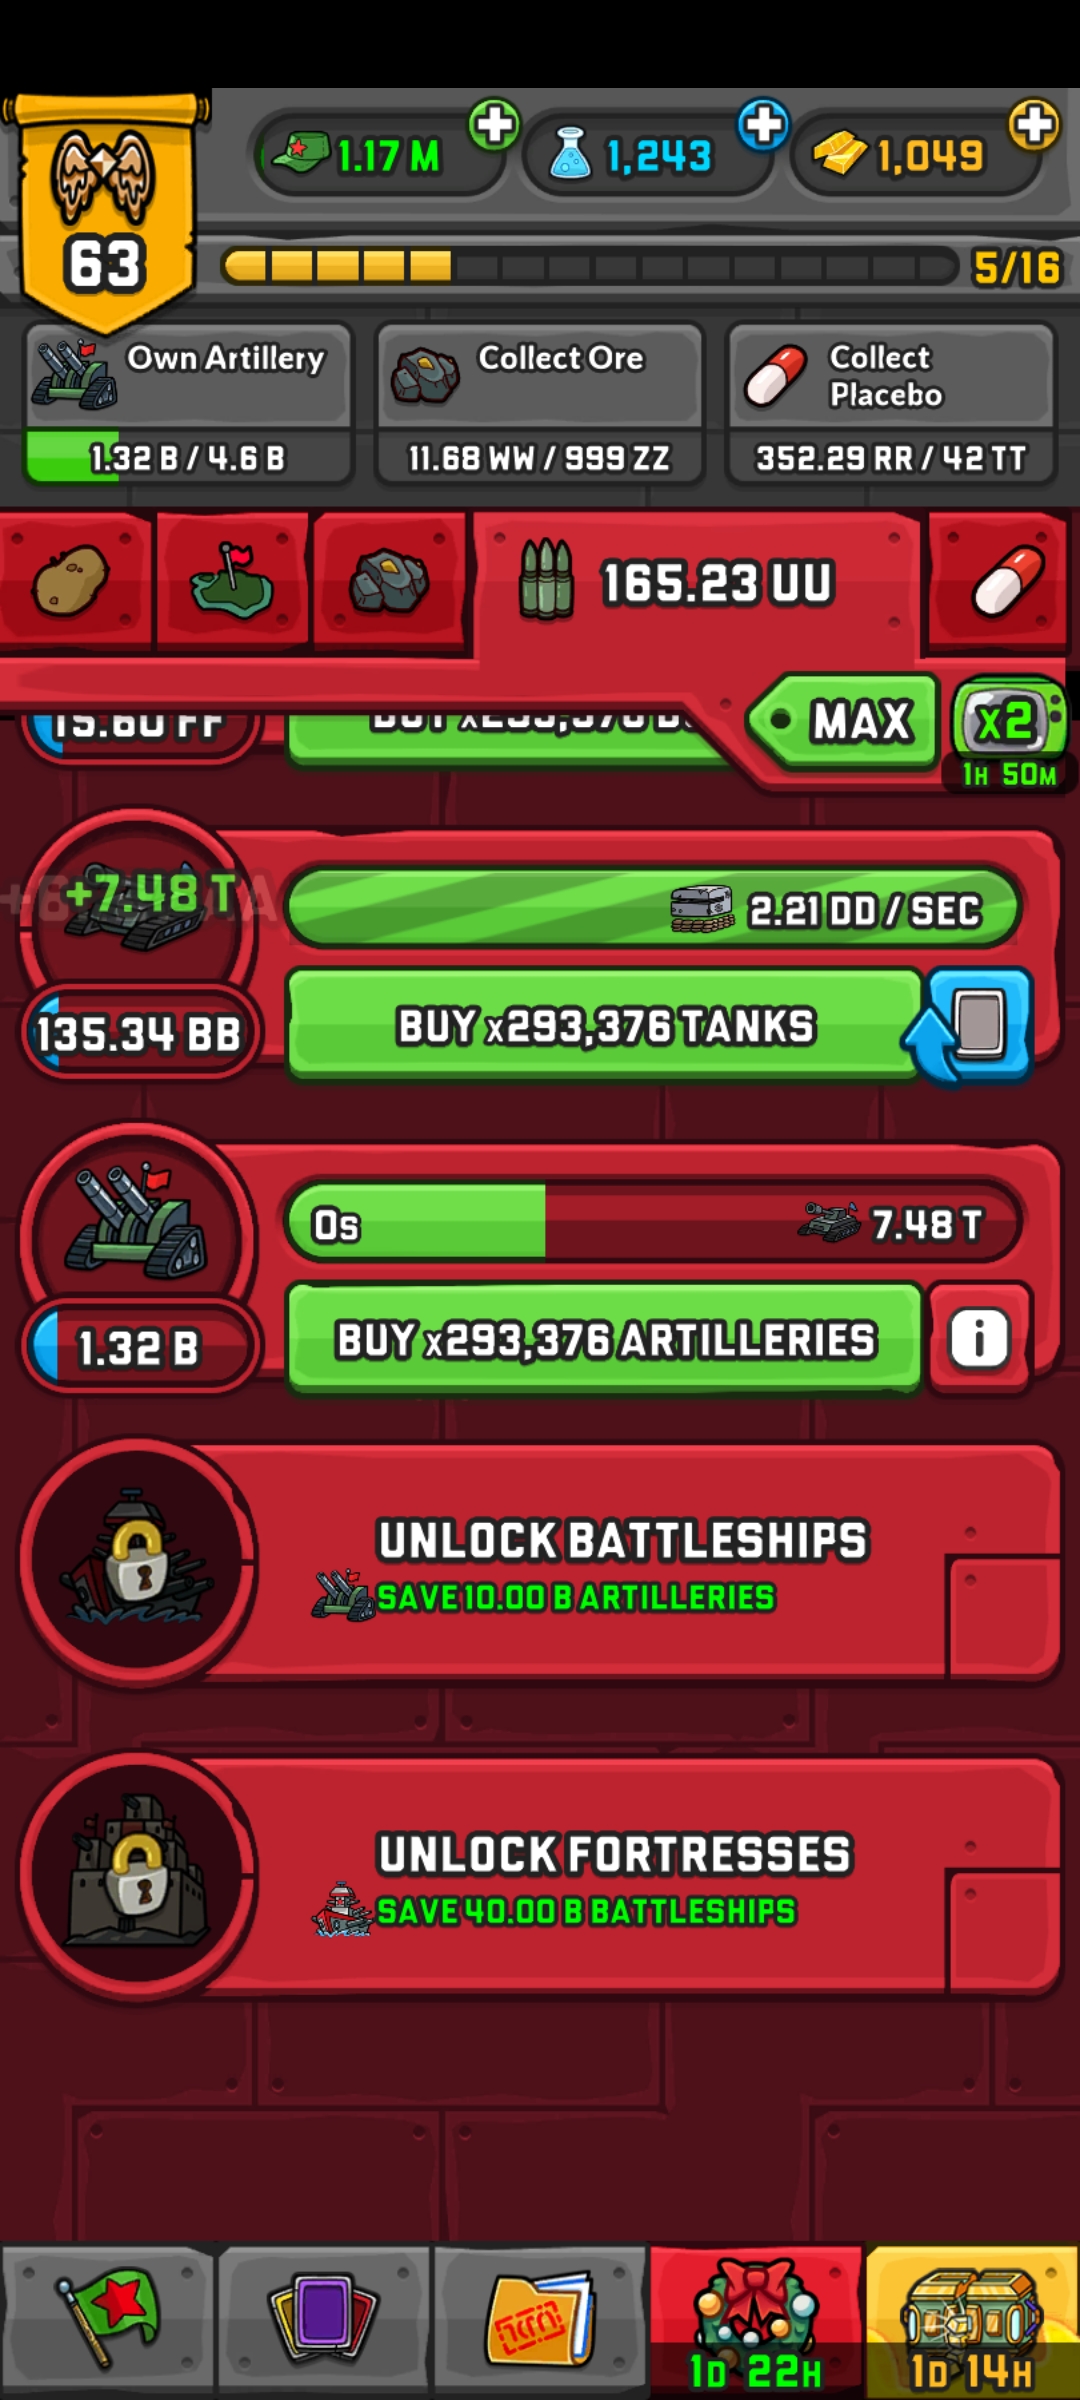 1.17 M
1,243
1,049
63
5/16
Own Artillery
1.32 B / 4.6 B
Collect Ore
11.68 WW / 999 ZZ
Collect
Placebo
352.29 RR / 42 TT
165.23 UU
MAX
x2
1H 50M
15.60 FF
+7.48 T
2.21 DD / SEC
135.34 BB
BUY x293,376 TANKS
0s
7.48 T
1.32 B
BUY x293,376 ARTILLERIES
i
UNLOCK BATTLESHIPS
SAVE 10.00 B ARTILLERIES
UNLOCK FORTRESSES
SAVE 40.00 B BATTLESHIPS
1D 22H
1D 14H